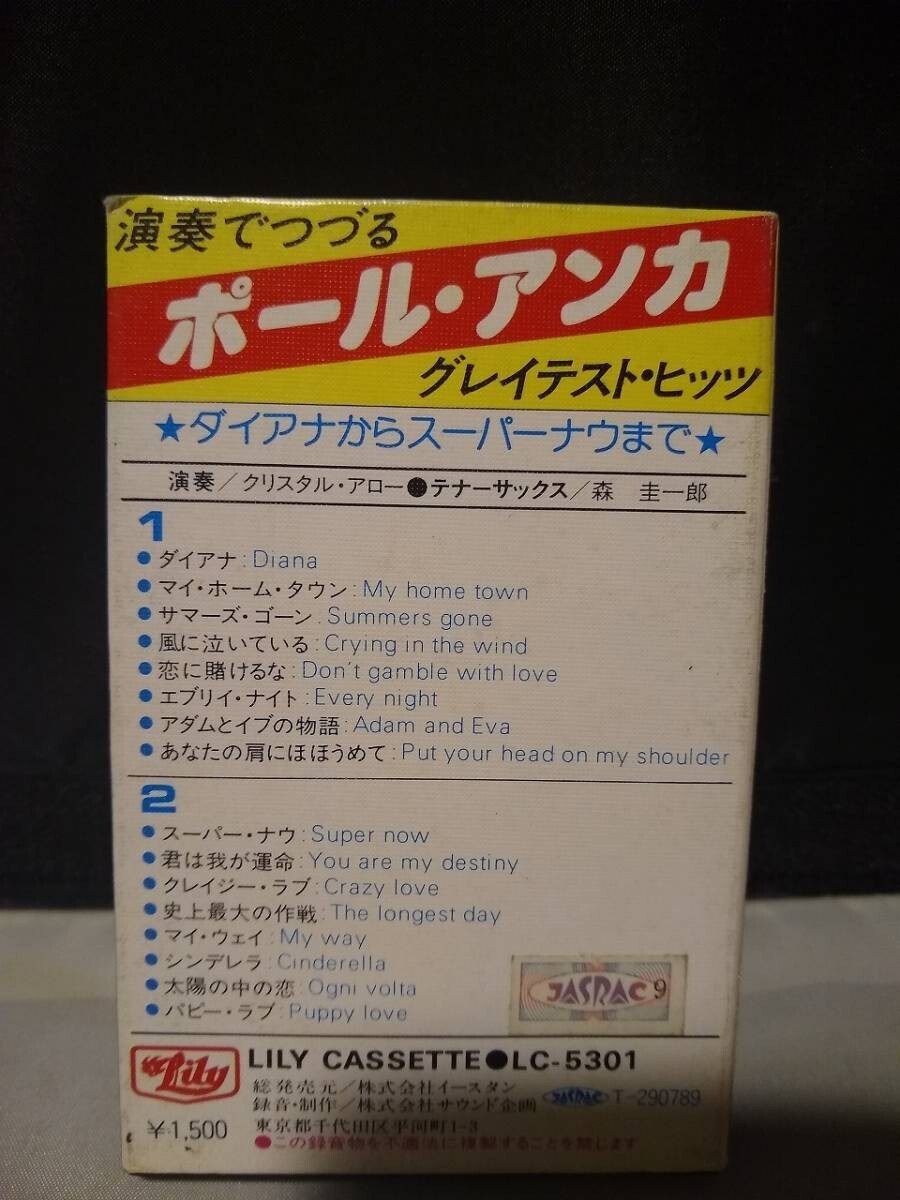 演奏でつづる
ポール・アンカ
グレイテスト・ヒッツ
★ダイアナからスーパーナウまで★
演奏/クリスタル・アロー●テナーサックス/森 圭一郎
1
●ダイアナ:Diana
●マイ・ホーム・タウン:My home town
●サマーズ・ゴーン:Summers gone
●風に泣いている:Crying in the wind
●恋に賭けるな:Don't gamble with love
●エブリイ・ナイト:Every night
●アダムとイブの物語:Adam and Eva
●あなたの肩にほほうめて:Put your head on my shoulder
2
●スーパー・ナウ:Super now
●君は我が運命:You are my destiny
●クレイジー・ラブ:Crazy love
●史上最大の作戦:The longest day
●マイ・ウェイ:My way
●シンデレラ:Cinderella
●太陽の中の恋:Ogni volta
●パピー・ラブ:Puppy love
JASRAC 9
Lily LILY CASSETTE●LC-5301
総発売元/株式会社イースタン
録音・制作/株式会社サウンド企画 JASRAC T-290789
¥1,500 東京都千代田区平河町1-3
●この録音物を不適法に複製することを禁じます